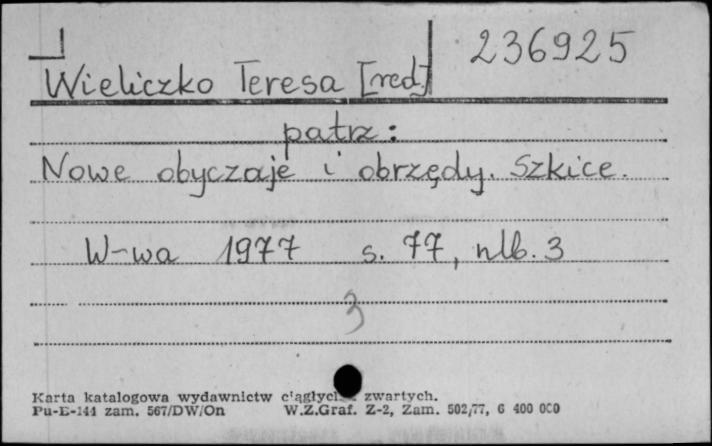 236925
Wieliczko Teresa [red]
patrz:
Nowe obyczaje i obrzędy. Szkice.
W-wa 1977 s. 77, nlb. 3
3
Karta katalogowa wydawnictw zwartych.
Pu-E-144 zam. 567/DW/On W.Z.Graf. Z-2, Zam. 502/77, 6 400 000